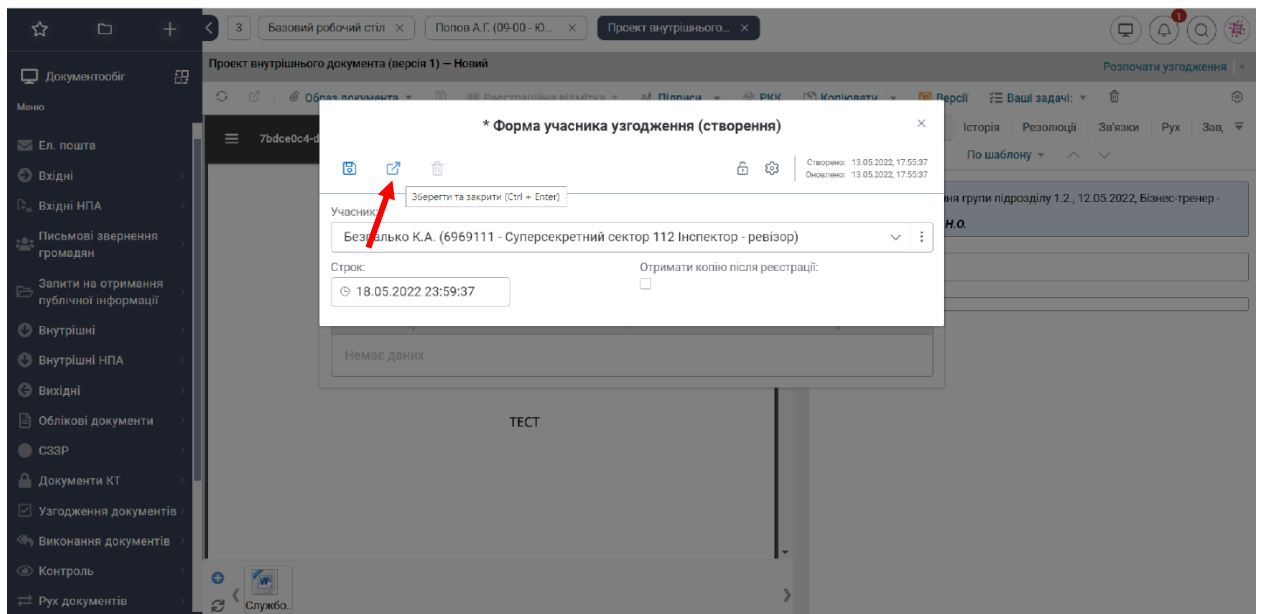 3
Базовий робочий стіл ×
Попов А.Г. (09-00 - Ю... ×
Проект внутрішнього... ×
1
Документообіг
Проект внутрішнього документа (версія 1) — Новий
Розпочати узгодження
Меню
Образ документа
Реєстраційна відмітка
Підписи
РКК
Копіювати
Версії
Ваші задачі:
7bdce0c4-d
* Форма учасника узгодження (створення)
Історія Резолюції Зв'язки Рух Зав,
По шаблону
Створено: 13.05.2022, 17:55:37
Оновлено: 13.05.2022, 17:55:37
Зберегти та закрити (Ctrl + Enter)
Учасник:
Безпалько К.А. (6969111 - Суперсекретний сектор 112 Інспектор - ревізор)
Строк:
Отримати копію після реєстрації:
18.05.2022 23:59:37
ня групи підрозділу 1.2., 12.05.2022, Бізнес-тренер -
Н.О.
Немає даних
ТЕСТ
Службо..
Ел. пошта
Вхідні
Вхідні НПА
Письмові звернення
громадян
Запити на отримання
публічної інформації
Внутрішні
Внутрішні НПА
Вихідні
Облікові документи
СЗЗР
Документи КТ
Узгодження документів
Виконання документів
Контроль
Рух документів